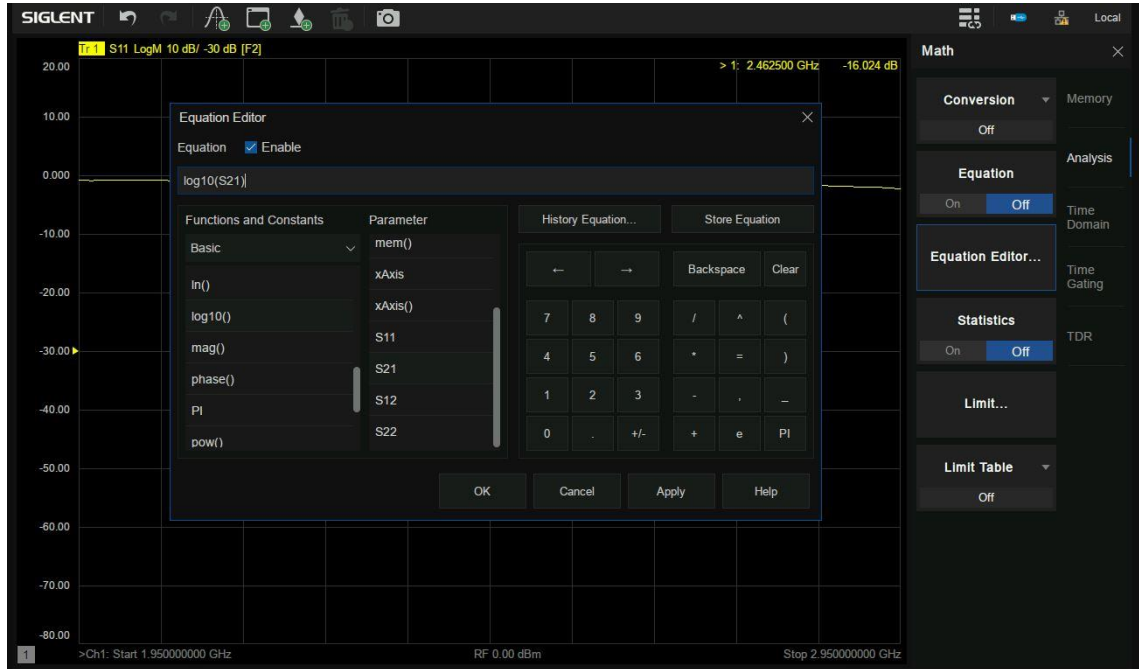 SIGLENT
Local
Tr 1 S11 LogM 10 dB/ -30 dB [F2]
> 1: 2.462500 GHz -16.024 dB
20.00
10.00
0.000
-10.00
-20.00
-30.00
-40.00
-50.00
-60.00
-70.00
-80.00
Equation Editor
Equation Enable
log10(S21)
Functions and Constants
Basic
ln()
log10()
mag()
phase()
PI
pow()
Parameter
mem()
xAxis
xAxis()
S11
S21
S12
S22
History Equation... Store Equation
← → Backspace Clear
7 8 9 / ^ (
4 5 6 * = )
1 2 3 - , _
0 . +/- + e PI
OK Cancel Apply Help
Math
Conversion
Off
Equation
On Off
Equation Editor...
Statistics
On Off
Limit...
Limit Table
Off
Memory
Analysis
Time
Domain
Time
Gating
TDR
1 >Ch1: Start 1.950000000 GHz RF 0.00 dBm Stop 2.950000000 GHz